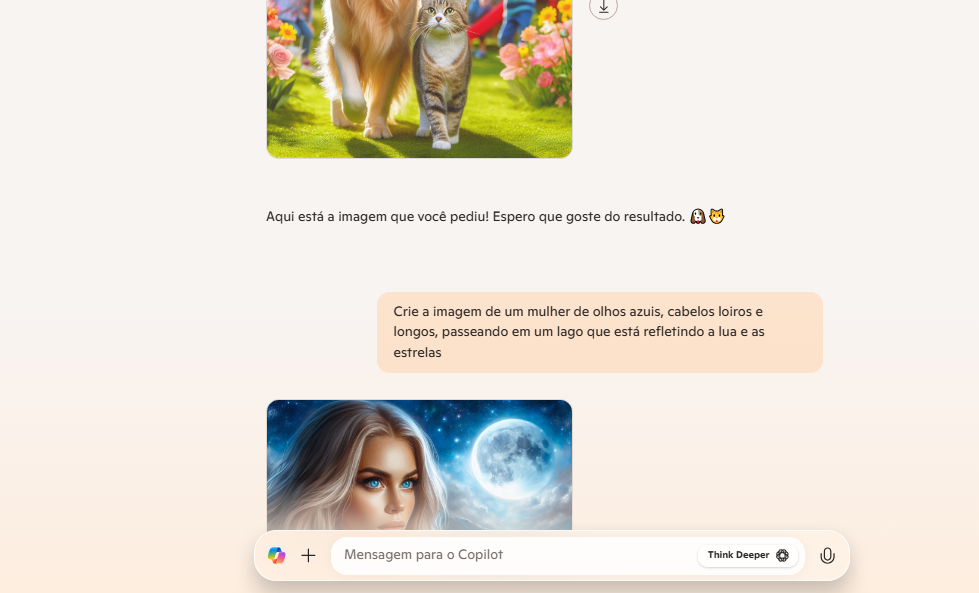 Aqui está a imagem que você pediu! Espero que goste do resultado. 🐶🐱
Crie a imagem de um mulher de olhos azuis, cabelos loiros e
longos, passeando em um lago que está refletindo a lua e as
estrelas
Mensagem para o Copilot
Think Deeper